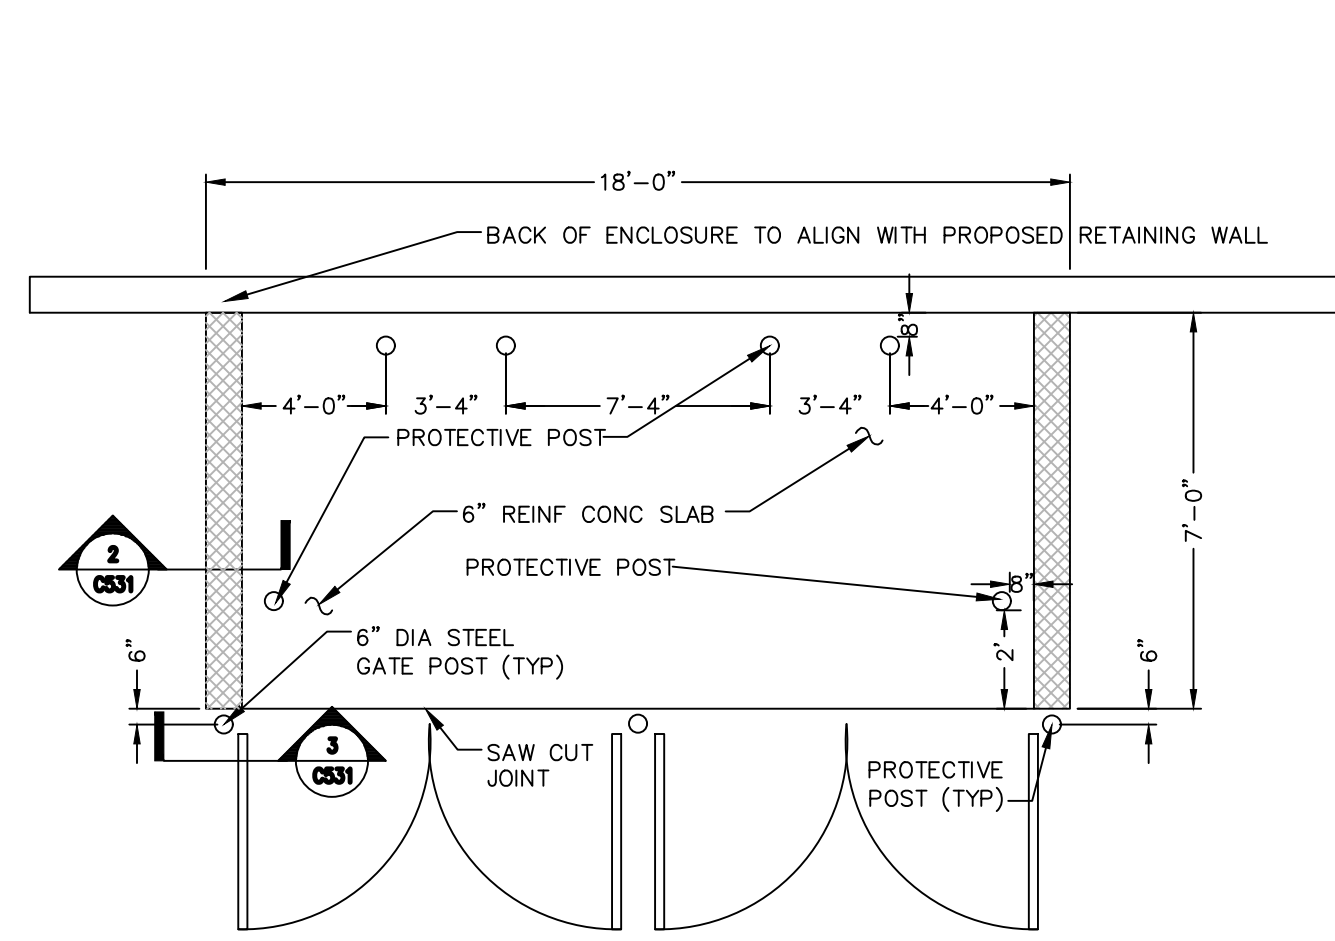 18'-0"
BACK OF ENCLOSURE TO ALIGN WITH PROPOSED RETAINING WALL
8"
4'-0" 3'-4" 7'-4" 3'-4" 4'-0"
PROTECTIVE POST
7'-0"
6" REINF CONC SLAB
2
C531
PROTECTIVE POST
8"
6" DIA STEEL
GATE POST (TYP)
6"
2'
6"
3
C531
SAW CUT
JOINT
PROTECTIVE
POST (TYP)